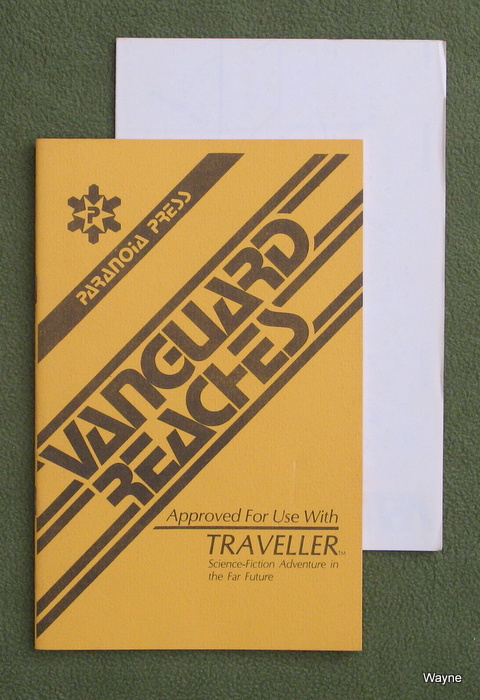 P
PARANOIA PRESS
VANGUARD
REACHES
Approved For Use With
TRAVELLER™
Science-Fiction Adventure in
the Far Future
Wayne